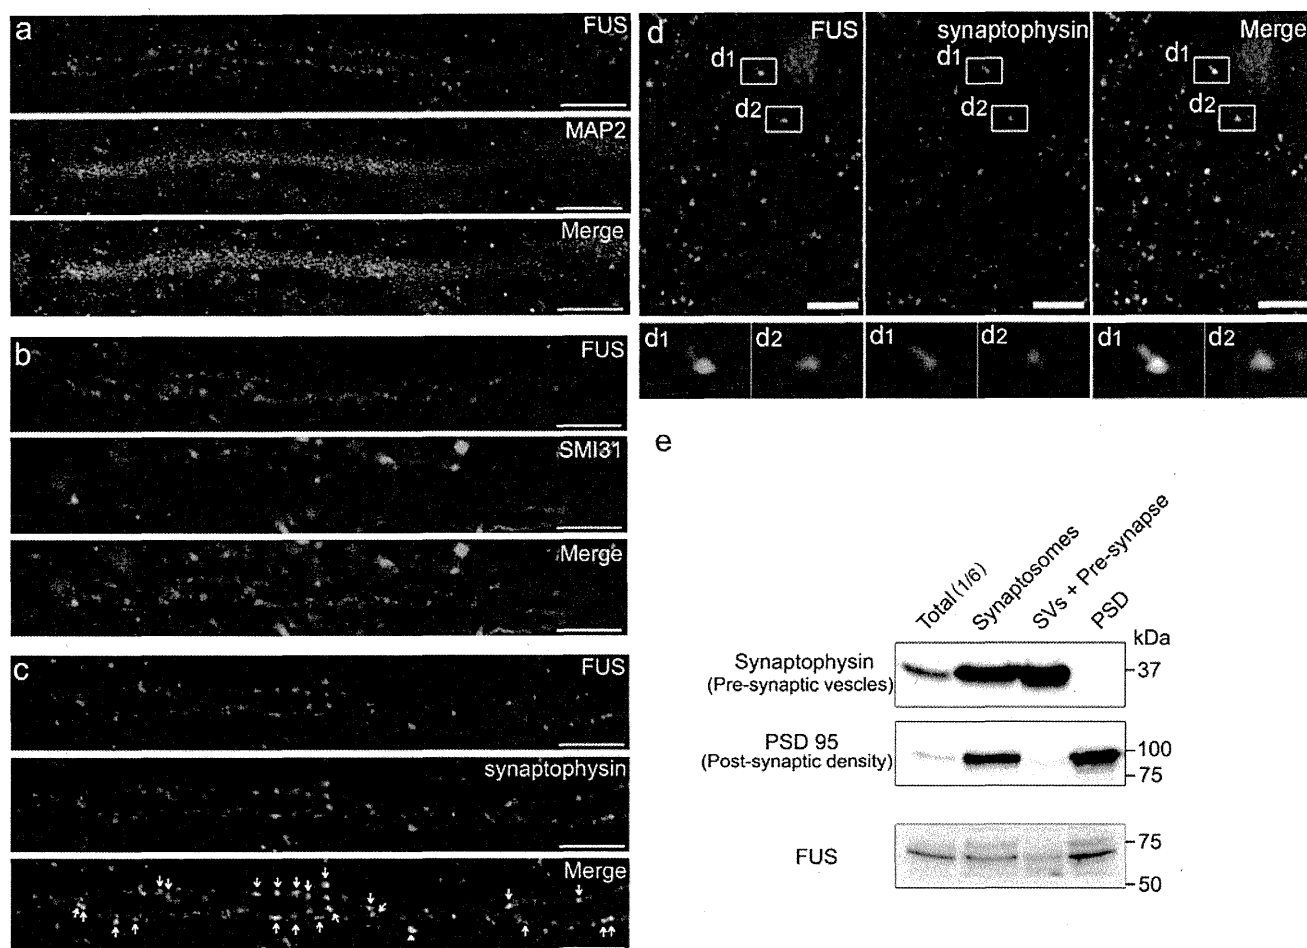 a
FUS
MAP2
Merge
b
FUS
SMI31
Merge
c
FUS
synaptophysin
Merge
d
FUS
synaptophysin
Merge
d1
d1
d1
d2
d2
d2
d1
d2
d1
d2
d1
d2
e
Total (1/6)
Synaptosomes
SVs + Pre-synapse
PSD
kDa
Synaptophysin
(Pre-synaptic vescles)
37
PSD 95
(Post-synaptic density)
100
75
FUS
75
50